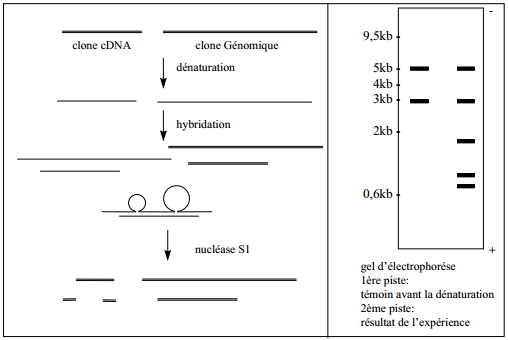 clone cDNA
clone Génomique
dénaturation
hybridation
nucléase S1
-
9,5kb
5kb
4kb
3kb
2kb
0,6kb
+
gel d'électrophorése
1ère piste:
témoin avant la dénaturation
2ème piste:
résultat de l'expérience